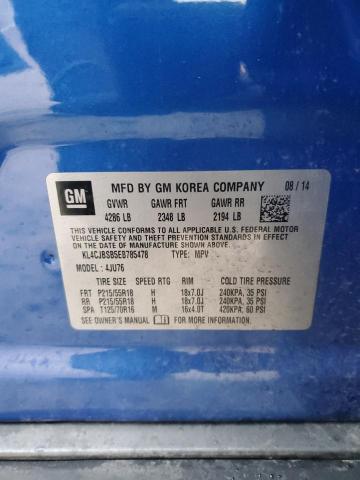 GM MFD BY GM KOREA COMPANY 08/14
GVWR GAWR FRT GAWR RR
4286 LB 2348 LB 2194 LB
THIS VEHICLE CONFORMS TO ALL APPLICABLE U.S. FEDERAL MOTOR
VEHICLE SAFETY, BUMPER, AND THEFT PREVENTION STANDARDS IN
EFFECT ON THE DATE OF MANUFACTURE SHOWN ABOVE.
KL4CJBSB5EB785478 TYPE: MPV
MODEL: 4JU76
TIRE SIZE SPEED RTG RIM COLD TIRE PRESSURE
FRT P215/55R18 H 18x7.0J 240KPA, 35 PSI
RR P215/55R18 H 18x7.0J 240KPA, 35 PSI
SPA T125/70R16 M 16x4.0T 420KPA, 60 PSI
SEE OWNER'S MANUAL FOR MORE INFORMATION.